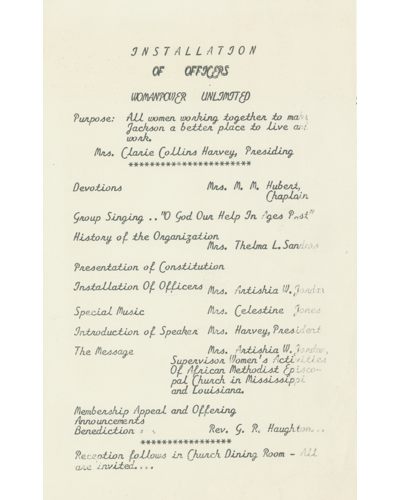 INSTALLATION
OF OFFICERS
WOMANPOWER UNLIMITED
Purpose: All women working together to make
Jackson a better place to live and
work.
Mrs. Clarie Collins Harvey, Presiding
***********************
Devotions Mrs. M. M. Hubert,
Chaplain
Group Singing .. "O God Our Help In Ages Past"
History of the Organization
Mrs. Thelma L. Sanders
Presentation of Constitution
Installation Of Officers Mrs. Artishia W. Jordan
Special Music Mrs. Celestine Jones
Introduction of Speaker Mrs. Harvey, President
The Message Mrs. Artishia W. Jordan,
Supervisor Women's Activities
Of African Methodist Episco-
pal Church in Mississippi
and Louisiana.
Membership Appeal and Offering
Announcements
Benediction . . Rev. G. R. Haughton...
*****************
Reception follows in Church Dining Room - All
are invited....